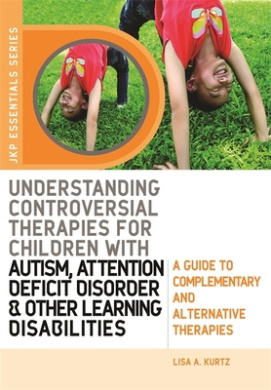 JKP ESSENTIALS SERIES
UNDERSTANDING
CONTROVERSIAL
THERAPIES FOR
CHILDREN WITH
AUTISM, ATTENTION
DEFICIT DISORDER
& OTHER LEARNING
DISABILITIES
A GUIDE TO
COMPLEMENTARY
AND
ALTERNATIVE
THERAPIES
LISA A. KURTZ